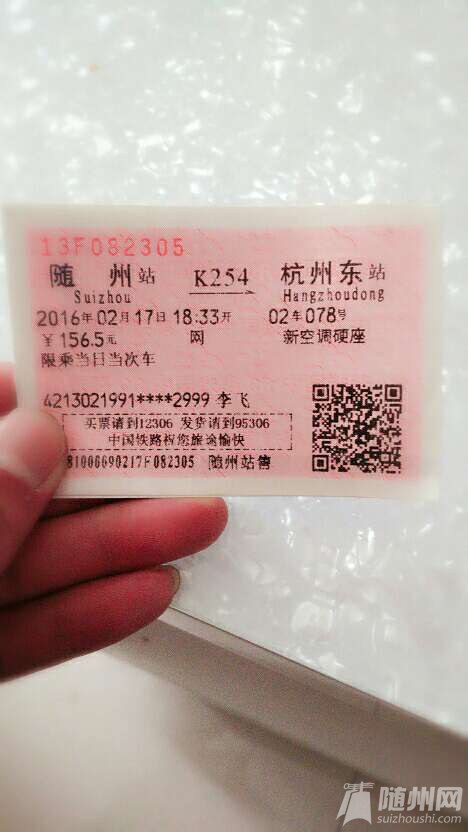 13F082305
随州站 K254 杭州东站
Suizhou Hangzhoudong
2016年02月17日18:33开 02车078号
￥156.5元 网 新空调硬座
限乘当日当次车
4213021991****2999 李飞
买票请到12306 发货请到95306
中国铁路祝您旅途愉快
81000690217F082305 随州站售
随州网
suizhoushi.com